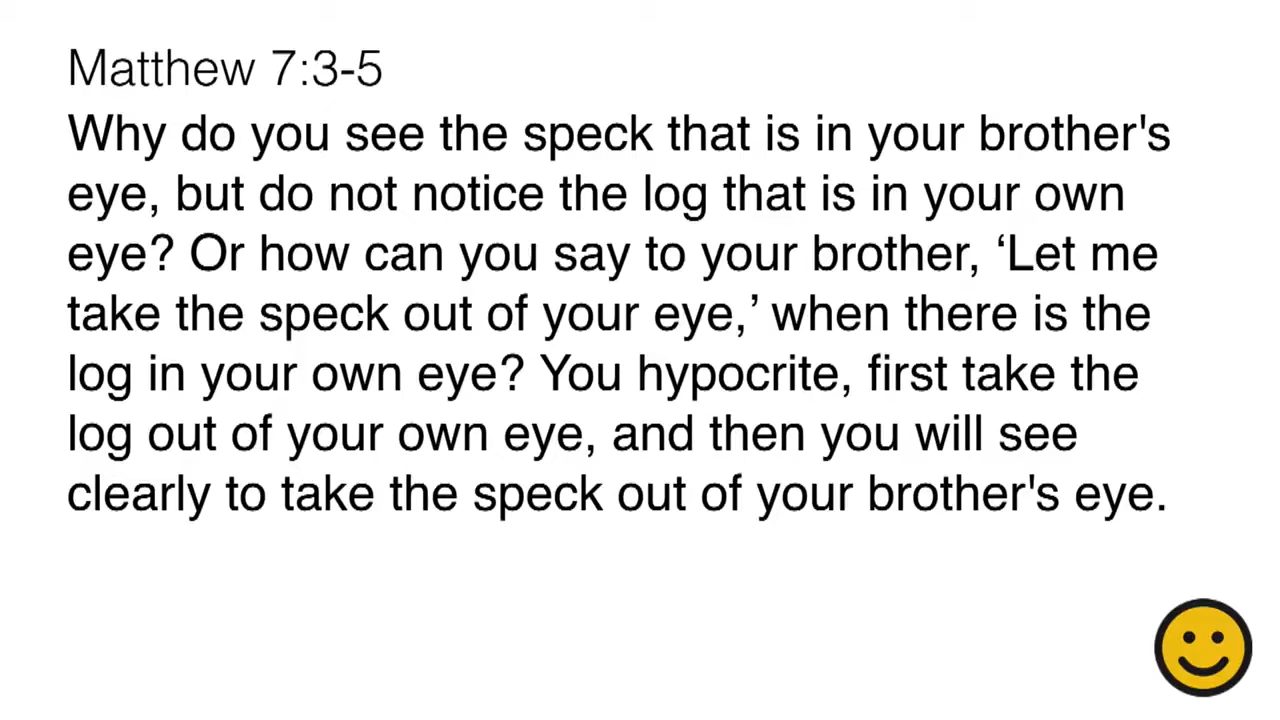 Matthew 7:3-5
Why do you see the speck that is in your brother's
eye, but do not notice the log that is in your own
eye? Or how can you say to your brother, ‘Let me
take the speck out of your eye,’ when there is the
log in your own eye? You hypocrite, first take the
log out of your own eye, and then you will see
clearly to take the speck out of your brother's eye.